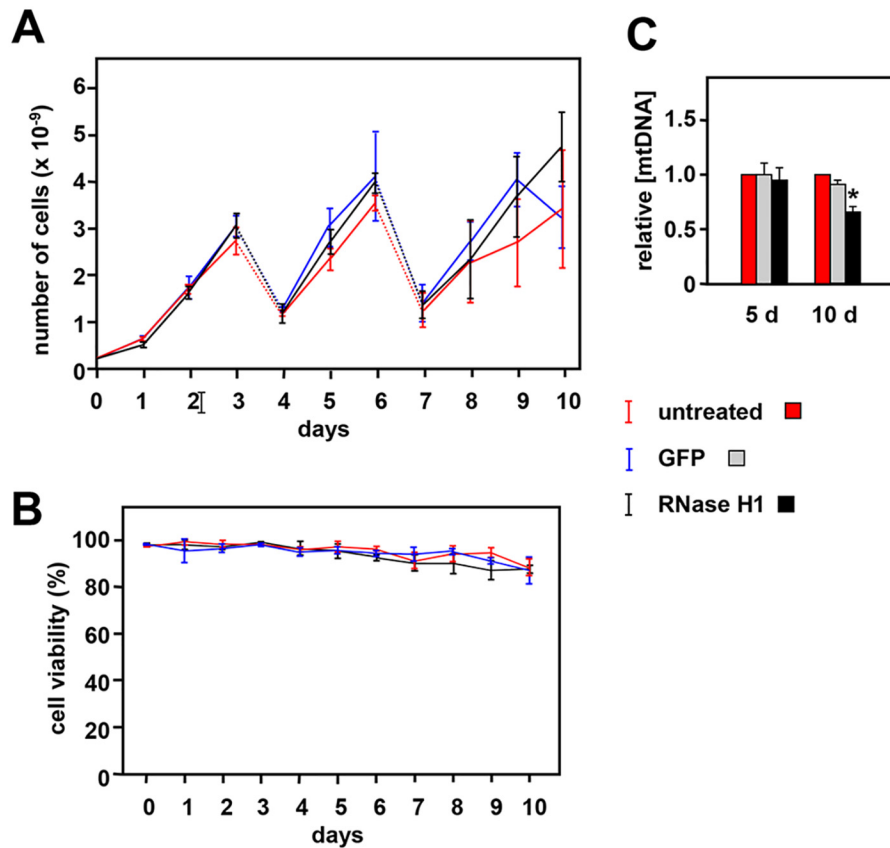 A
number of cells (x 10-9)
6
5
4
3
2
1
0
0 1 2 3 4 5 6 7 8 9 10
days
C
relative [mtDNA]
1.5
1.0
0.5
0
*
5 d 10 d
untreated
GFP
RNase H1
B
cell viability (%)
100
80
60
40
20
0
0 1 2 3 4 5 6 7 8 9 10
days